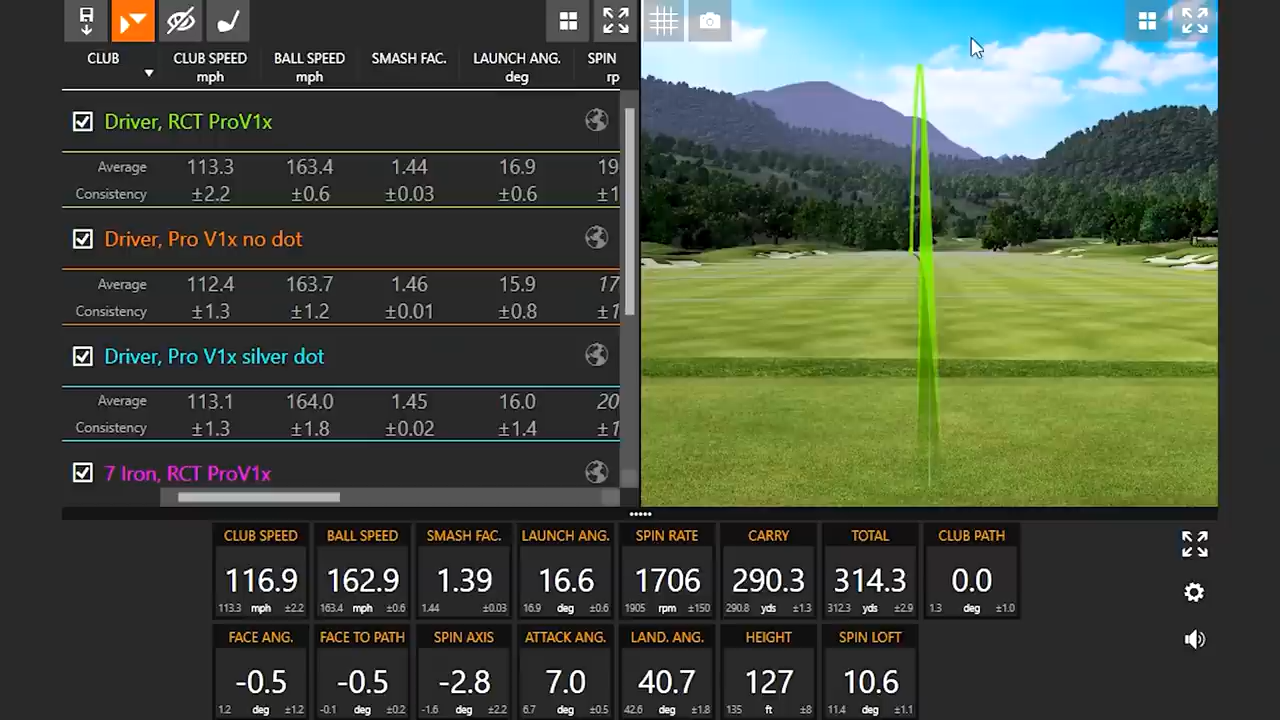 CLUB CLUB SPEED BALL SPEED SMASH FAC. LAUNCH ANG. SPIN
mph mph deg rp
Driver, RCT ProV1x
Average 113.3 163.4 1.44 16.9 19
Consistency ±2.2 ±0.6 ±0.03 ±0.6 ±1
Driver, Pro V1x no dot
Average 112.4 163.7 1.46 15.9 17
Consistency ±1.3 ±1.2 ±0.01 ±0.8 ±1
Driver, Pro V1x silver dot
Average 113.1 164.0 1.45 16.0 20
Consistency ±1.3 ±1.8 ±0.02 ±1.4 ±1
7 Iron, RCT ProV1x
CLUB SPEED BALL SPEED SMASH FAC. LAUNCH ANG. SPIN RATE CARRY TOTAL CLUB PATH
116.9 162.9 1.39 16.6 1706 290.3 314.3 0.0
113.3 mph ±2.2 163.4 mph ±0.6 1.44 ±0.03 16.9 deg ±0.6 1905 rpm ±150 290.8 yds ±1.3 312.3 yds ±2.9 1.3 deg ±1.0
FACE ANG. FACE TO PATH SPIN AXIS ATTACK ANG. LAND. ANG. HEIGHT SPIN LOFT
-0.5 -0.5 -2.8 7.0 40.7 127 10.6
1.2 deg ±1.2 -0.1 deg ±0.2 -1.6 deg ±2.2 6.7 deg ±0.5 42.6 deg ±1.8 135 ft ±8 11.4 deg ±1.1